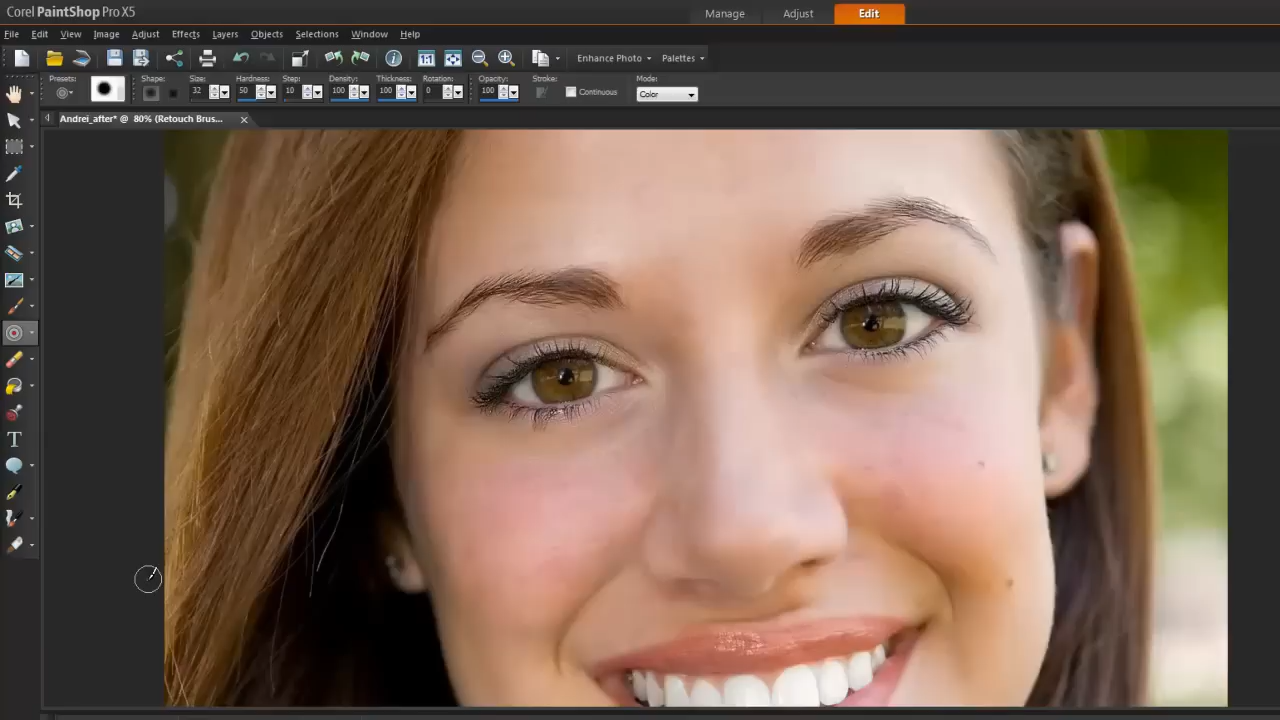 Corel PaintShop Pro X5
Manage Adjust Edit
File Edit View Image Adjust Effects Layers Objects Selections Window Help
1:1 Enhance Photo Palettes
Presets: Shape: Size: Hardness: Step: Density: Thickness: Rotation: Opacity: Stroke: Mode:
32 50 10 100 100 0 100 Continuous Color
Andrei_after* @ 80% (Retouch Brus...
T